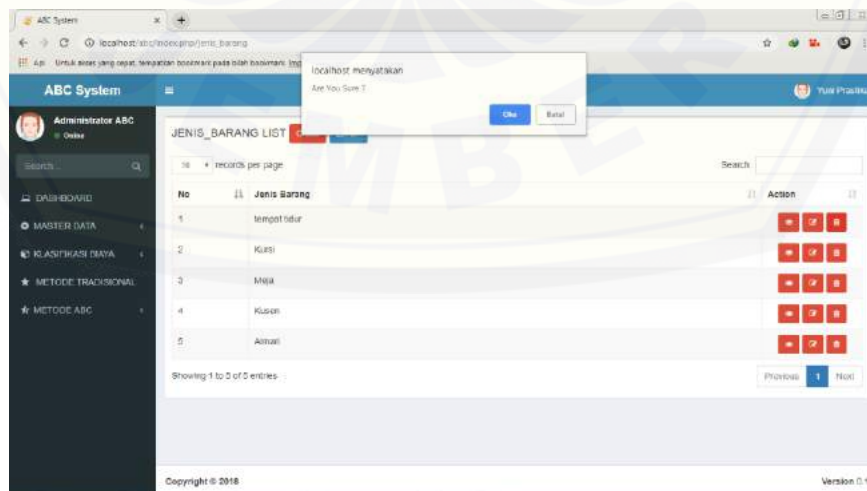 ABC System
localhost/abc/index.php/jenis_barang
Apl Untuk akses yang cepat, tempatkan bookmark pada bilah bookmark.
localhost menyatakan
Are You Sure ?
Oke Batal
ABC System
Yuni
Administrator ABC
Online
JENIS_BARANG LIST
Search...
10 records per page
Search
No Jenis Barang Action
DASHBOARD
1 tempat tidur
MASTER DATA
2 Kursi
KLASIFIKASI BIAYA
3 Meja
METODE TRADISIONAL
4 Kusen
METODE ABC
5 Almari
Showing 1 to 5 of 5 entries
Previous 1 Next
Copyright © 2018
Version
EMBER